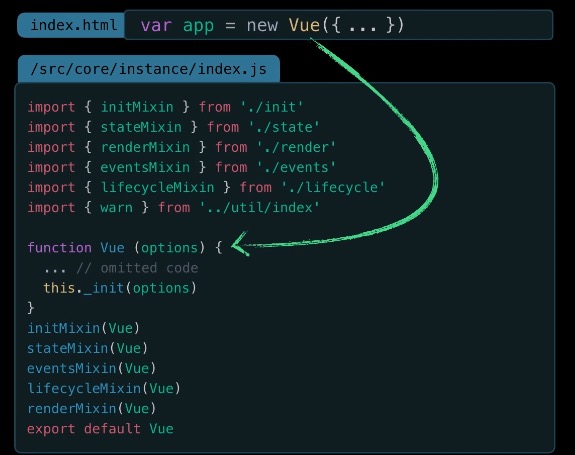 index.html
var app = new Vue({ ... })
/src/core/instance/index.js
import { initMixin } from './init'
import { stateMixin } from './state'
import { renderMixin } from './render'
import { eventsMixin } from './events'
import { lifecycleMixin } from './lifecycle'
import { warn } from '../util/index'
function Vue (options) {
... // omitted code
this._init(options)
}
initMixin(Vue)
stateMixin(Vue)
eventsMixin(Vue)
lifecycleMixin(Vue)
renderMixin(Vue)
export default Vue